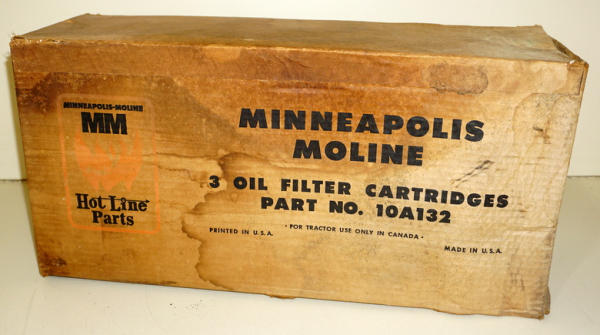 MINNEAPOLIS-MOLINE
MM
Hot Line
Parts
MINNEAPOLIS
MOLINE
3 OIL FILTER CARTRIDGES
PART NO. 10A132
· FOR TRACTOR USE ONLY IN CANADA ·
PRINTED IN U.S.A.
MADE IN U.S.A.